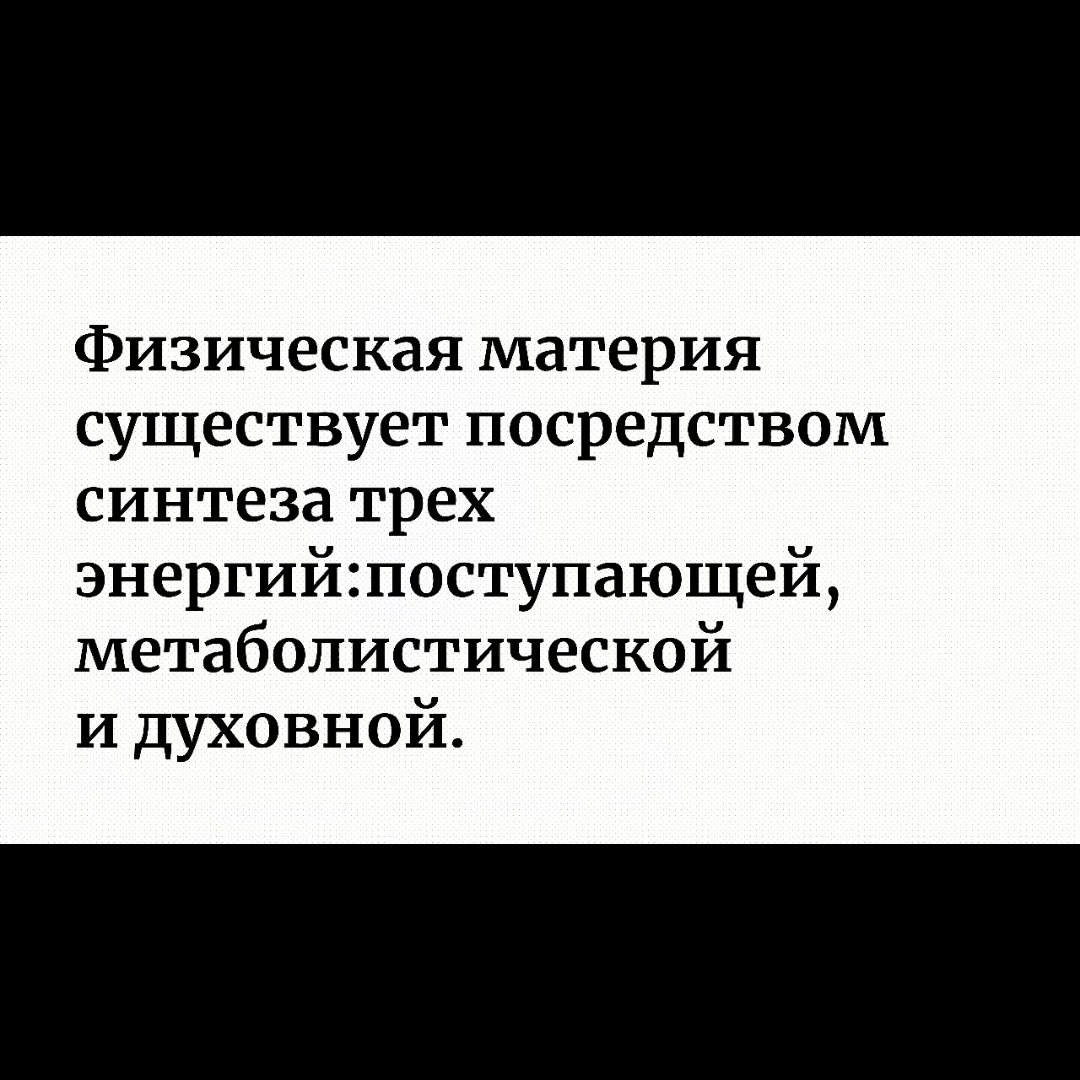 Физическая материя
существует посредством
синтеза трех
энергий:поступающей,
метаболистической
и духовной.